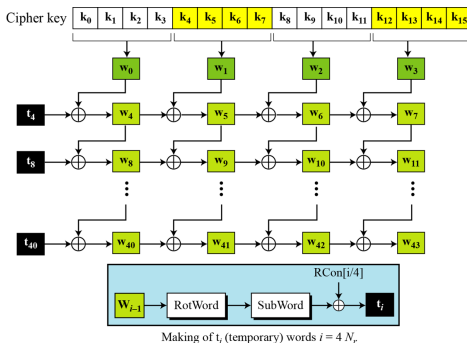 Cipher key k₀ k₁ k₂ k₃ k₄ k₅ k₆ k₇ k₈ k₉ k₁₀ k₁₁ k₁₂ k₁₃ k₁₄ k₁₅
w₀ w₁ w₂ w₃
t₄ w₄ w₅ w₆ w₇
t₈ w₈ w₉ w₁₀ w₁₁
t₄₀ w₄₀ w₄₁ w₄₂ w₄₃
RCon[i/4]
Wᵢ₋₁ RotWord SubWord tᵢ
Making of tᵢ (temporary) words i = 4 Nᵣ